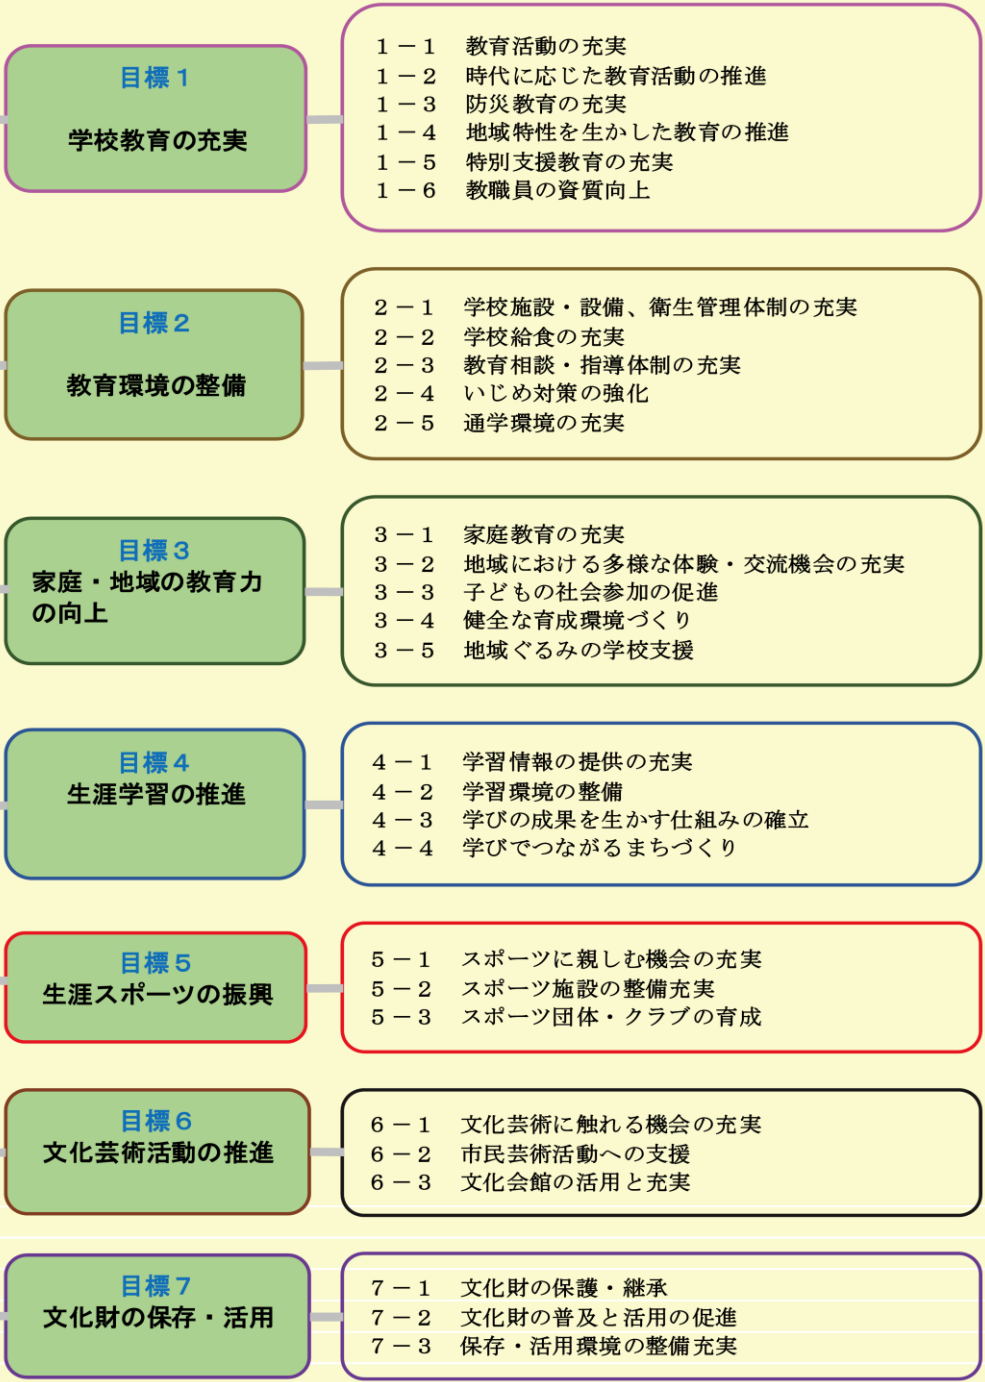 目標１
学校教育の充実
１－１　教育活動の充実
１－２　時代に応じた教育活動の推進
１－３　防災教育の充実
１－４　地域特性を生かした教育の推進
１－５　特別支援教育の充実
１－６　教職員の資質向上
目標２
教育環境の整備
２－１　学校施設・設備、衛生管理体制の充実
２－２　学校給食の充実
２－３　教育相談・指導体制の充実
２－４　いじめ対策の強化
２－５　通学環境の充実
目標３
家庭・地域の教育力
の向上
３－１　家庭教育の充実
３－２　地域における多様な体験・交流機会の充実
３－３　子どもの社会参加の促進
３－４　健全な育成環境づくり
３－５　地域ぐるみの学校支援
目標４
生涯学習の推進
４－１　学習情報の提供の充実
４－２　学習環境の整備
４－３　学びの成果を生かす仕組みの確立
４－４　学びでつながるまちづくり
目標５
生涯スポーツの振興
５－１　スポーツに親しむ機会の充実
５－２　スポーツ施設の整備充実
５－３　スポーツ団体・クラブの育成
目標６
文化芸術活動の推進
６－１　文化芸術に触れる機会の充実
６－２　市民芸術活動への支援
６－３　文化会館の活用と充実
目標７
文化財の保存・活用
７－１　文化財の保護・継承
７－２　文化財の普及と活用の促進
７－３　保存・活用環境の整備充実